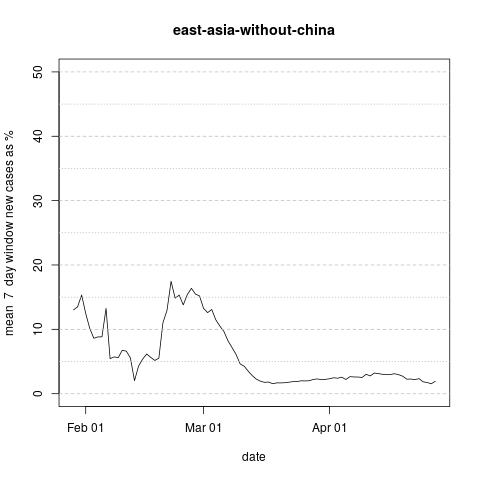 east-asia-without-china
mean 7 day window new cases as %
50
40
30
20
10
0
Feb 01
Mar 01
Apr 01
date